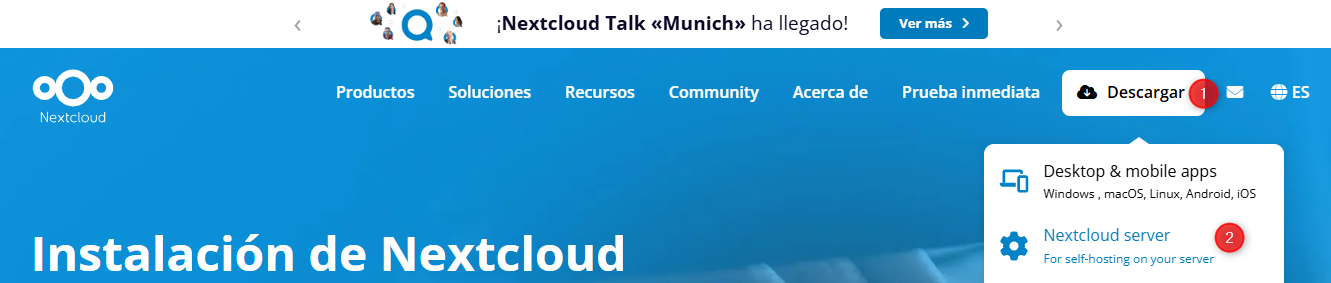 ¡Nextcloud Talk «Munich» ha llegado!
Ver más
Nextcloud
Productos Soluciones Recursos Community Acerca de Prueba inmediata Descargar 1 ES
Desktop & mobile apps
Windows , macOS, Linux, Android, iOS
Nextcloud server 2
For self-hosting on your server
Instalación de Nextcloud